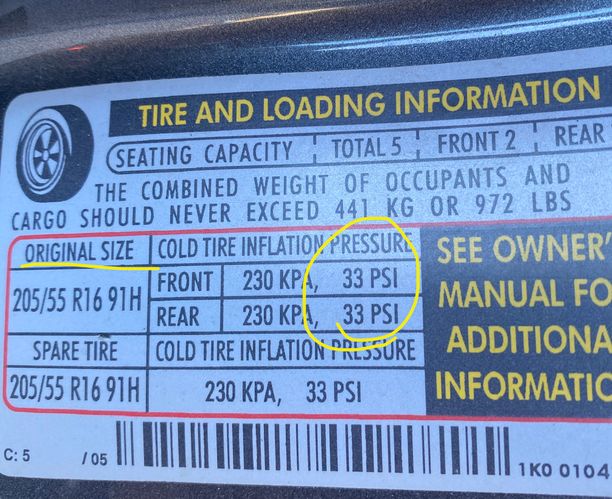 TIRE AND LOADING INFORMATION
SEATING CAPACITY TOTAL 5 FRONT 2 REAR
THE COMBINED WEIGHT OF OCCUPANTS AND
CARGO SHOULD NEVER EXCEED 441 KG OR 972 LBS
ORIGINAL SIZE COLD TIRE INFLATION PRESSURE
205/55 R16 91H
FRONT 230 KPA, 33 PSI
REAR 230 KPA, 33 PSI
SPARE TIRE COLD TIRE INFLATION PRESSURE
205/55 R16 91H 230 KPA, 33 PSI
SEE OWNER'
MANUAL FO
ADDITIONA
INFORMATIO
C: 5 / 05
1K0 0104